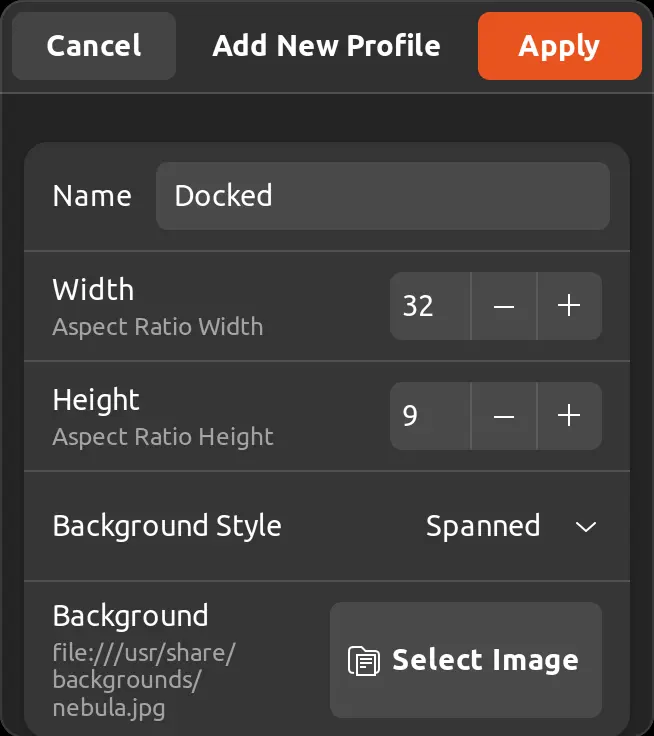 Cancel
Add New Profile
Apply
Name
Docked
Width
Aspect Ratio Width
32
Height
Aspect Ratio Height
9
Background Style
Spanned
Background
file:///usr/share/
backgrounds/
nebula.jpg
Select Image